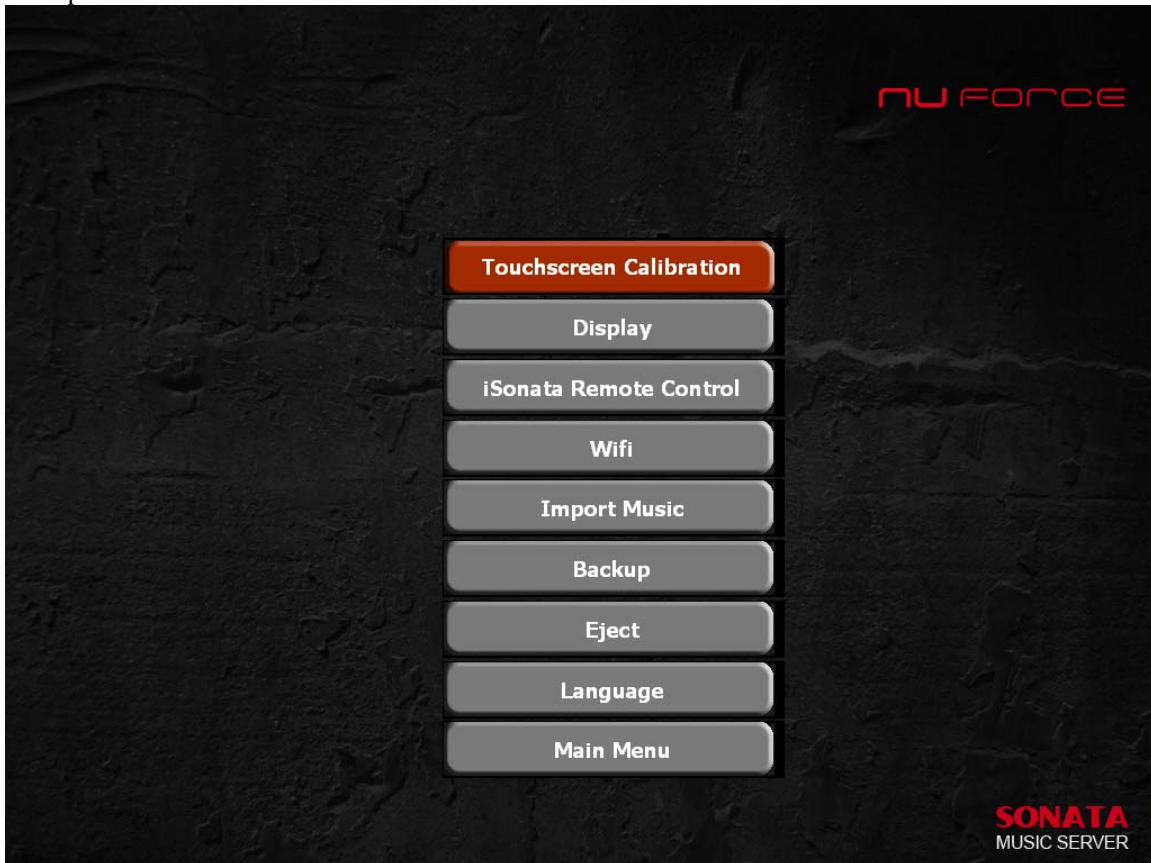 nu Force
Touchscreen Calibration
Display
iSonata Remote Control
Wifi
Import Music
Backup
Eject
Language
Main Menu
SONATA
MUSIC SERVER